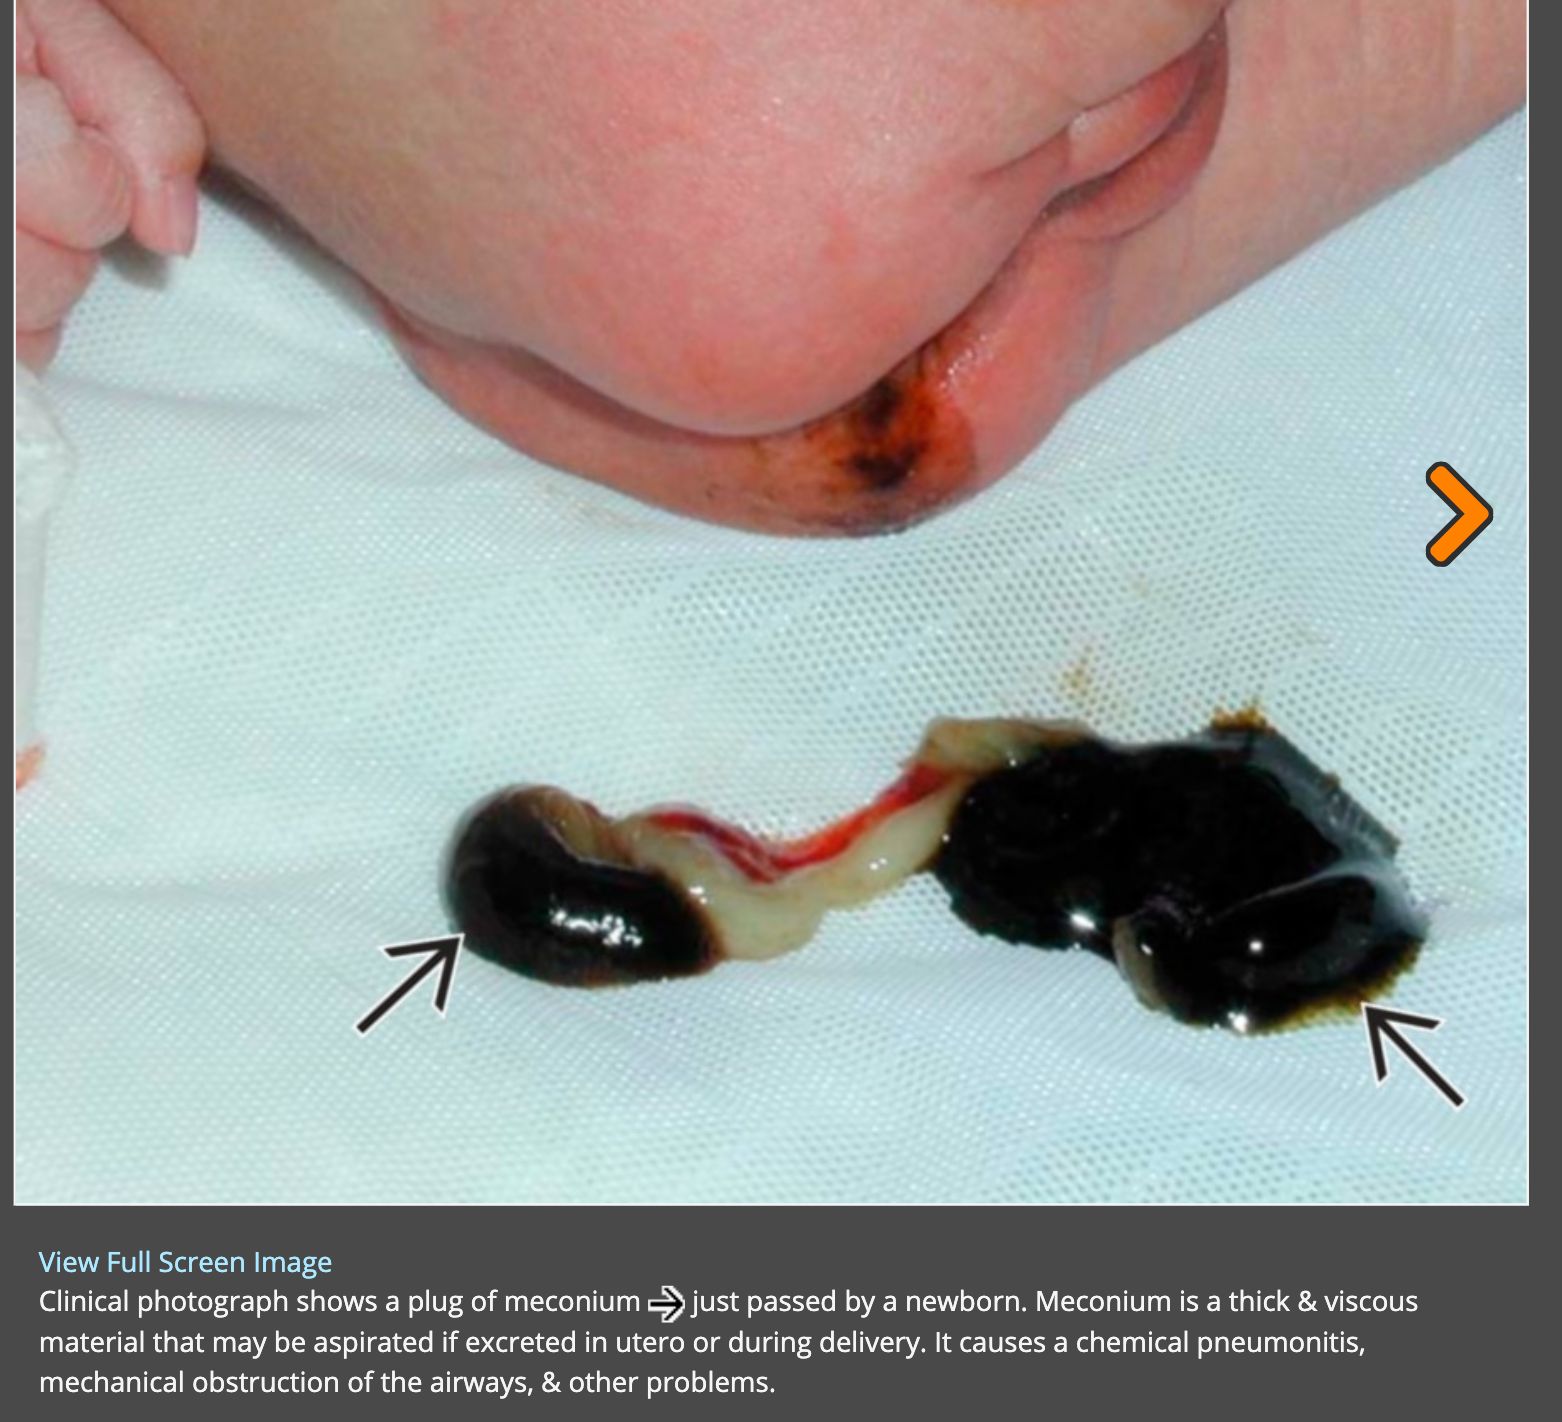 View Full Screen Image
Clinical photograph shows a plug of meconium just passed by a newborn. Meconium is a thick & viscous
material that may be aspirated if excreted in utero or during delivery. It causes a chemical pneumonitis,
mechanical obstruction of the airways, & other problems.